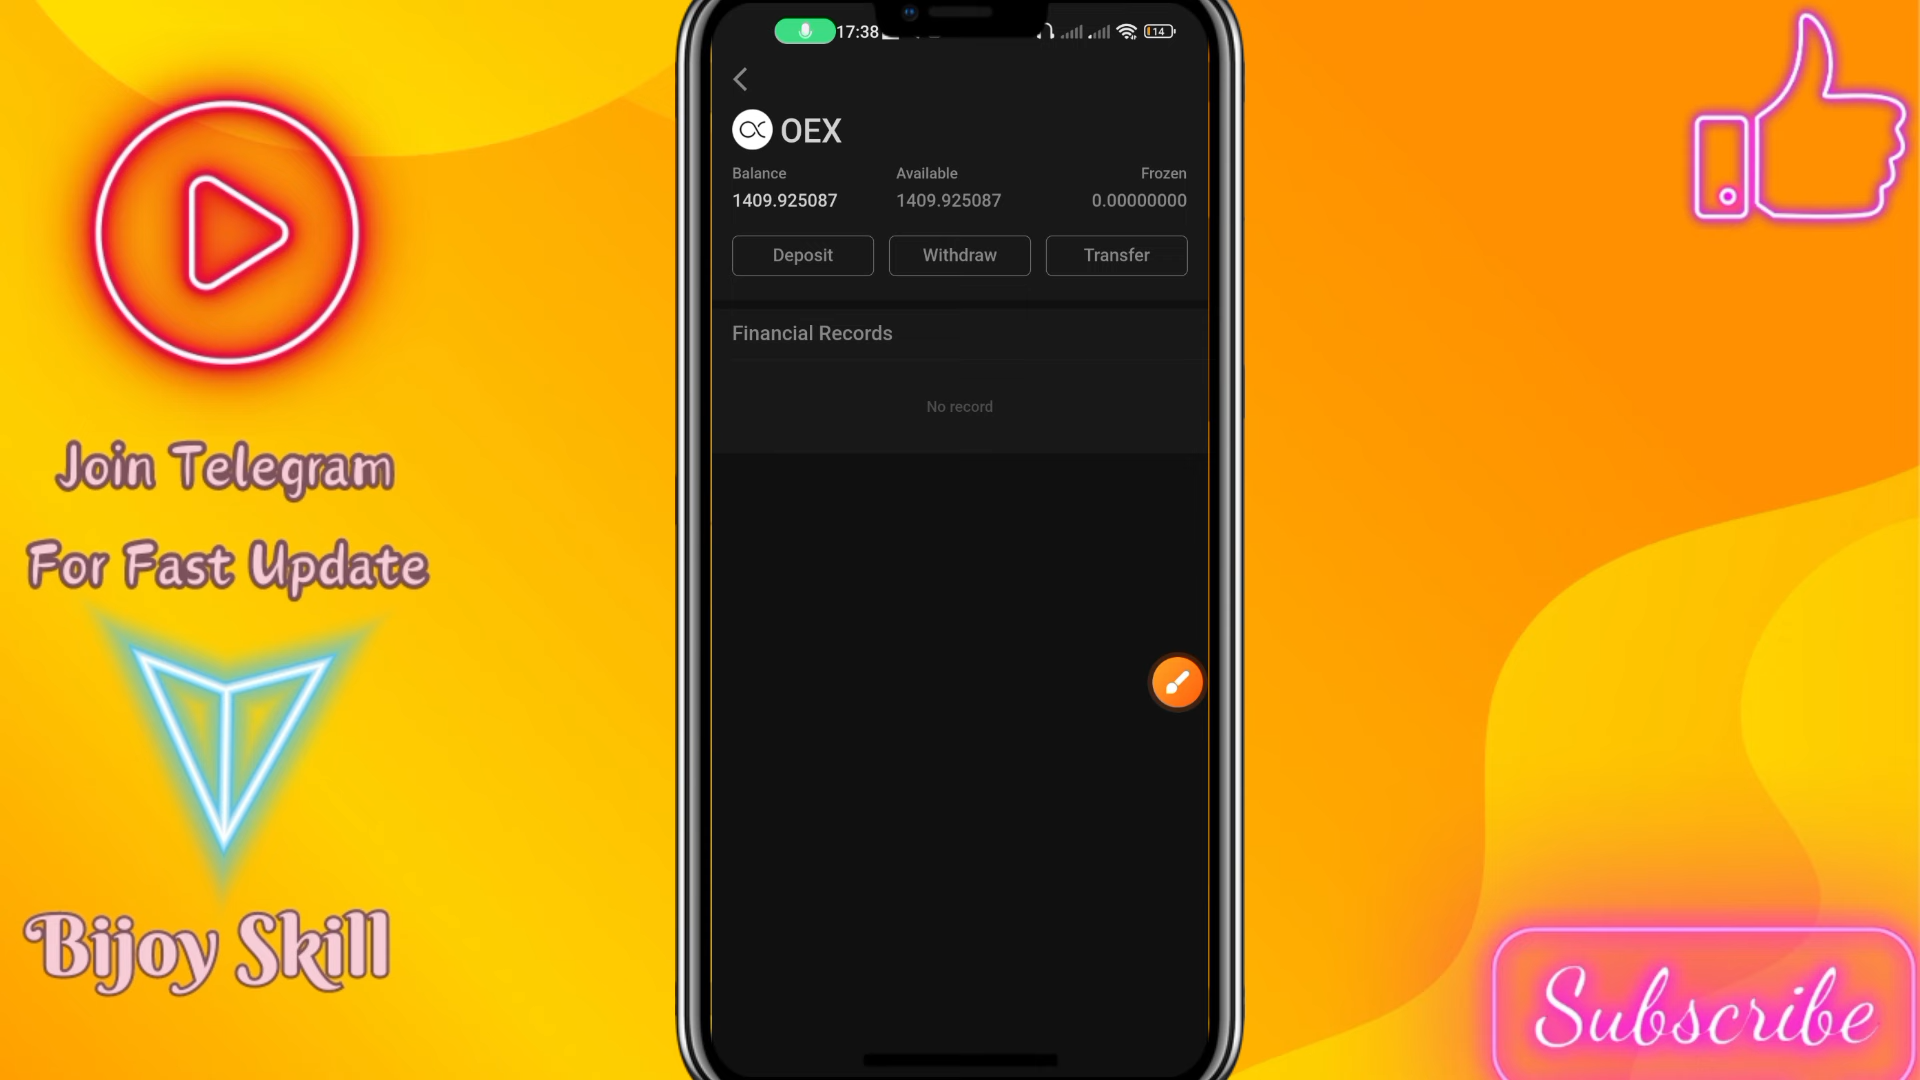 17:38
14
OEX
Balance Available Frozen
1409.925087 1409.925087 0.00000000
Deposit Withdraw Transfer
Financial Records
No record
Join Telegram
For Fast Update
Bijoy Skill
Subscribe